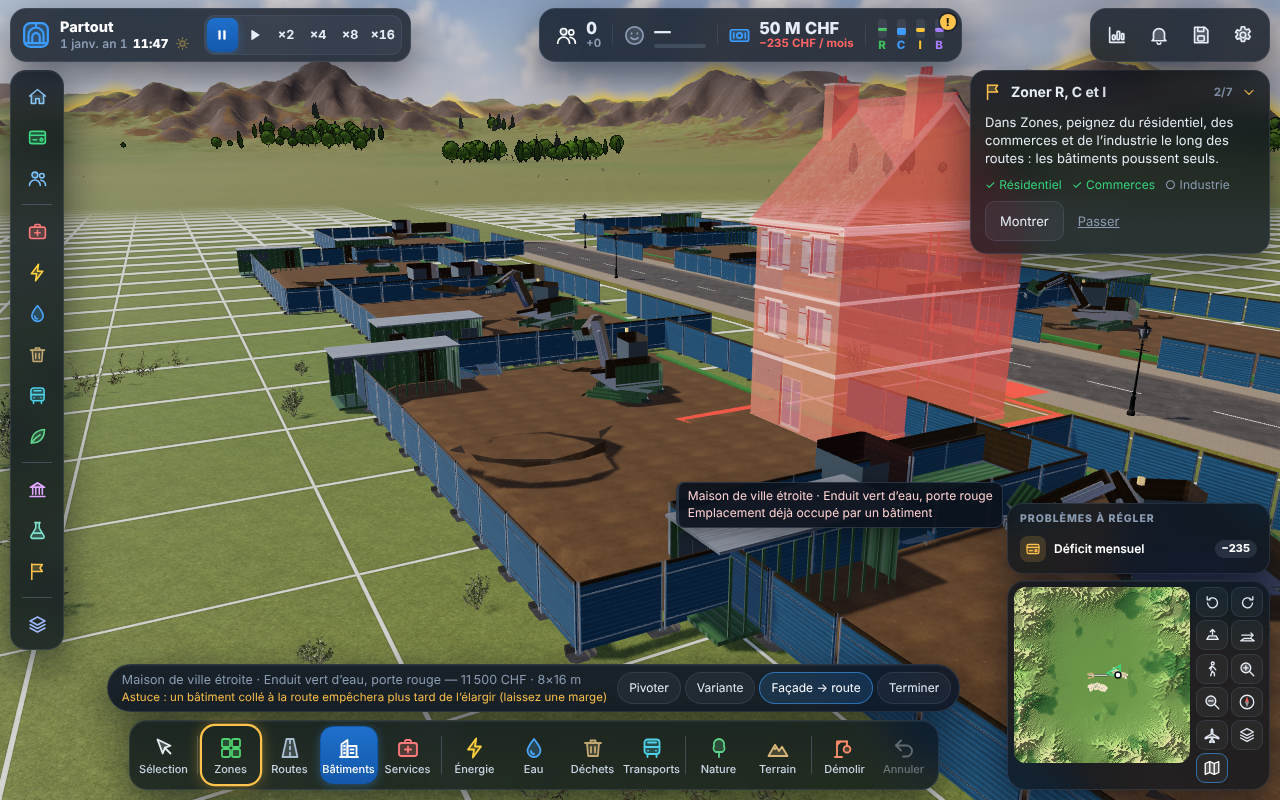 Partout
1 janv. an 1 11:47
×2 ×4 ×8 ×16
0
+0
—
50 M CHF
−235 CHF / mois
R C I B
!
Zoner R, C et I 2/7
Dans Zones, peignez du résidentiel, des
commerces et de l’industrie le long des
routes : les bâtiments poussent seuls.
✓ Résidentiel ✓ Commerces Industrie
Montrer Passer
Maison de ville étroite · Enduit vert d’eau, porte rouge
Emplacement déjà occupé par un bâtiment
PROBLÈMES À RÉGLER
Déficit mensuel −235
Maison de ville étroite · Enduit vert d’eau, porte rouge — 11 500 CHF · 8×16 m
Astuce : un bâtiment collé à la route empêchera plus tard de l’élargir (laissez une marge)
Pivoter Variante Façade → route Terminer
Sélection Zones Routes Bâtiments Services Énergie Eau Déchets Transports Nature Terrain Démolir Annuler